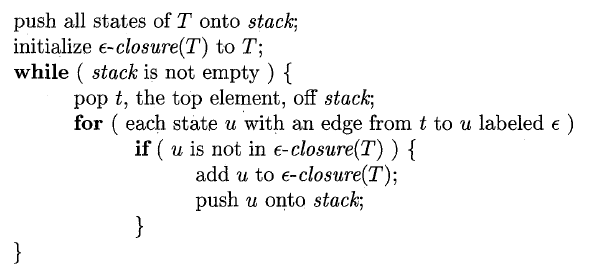 push all states of T onto stack;
initialize ϵ-closure(T) to T;
while ( stack is not empty ) {
pop t, the top element, off stack;
for ( each state u with an edge from t to u labeled ϵ )
if ( u is not in ϵ-closure(T) ) {
add u to ϵ-closure(T);
push u onto stack;
}
}